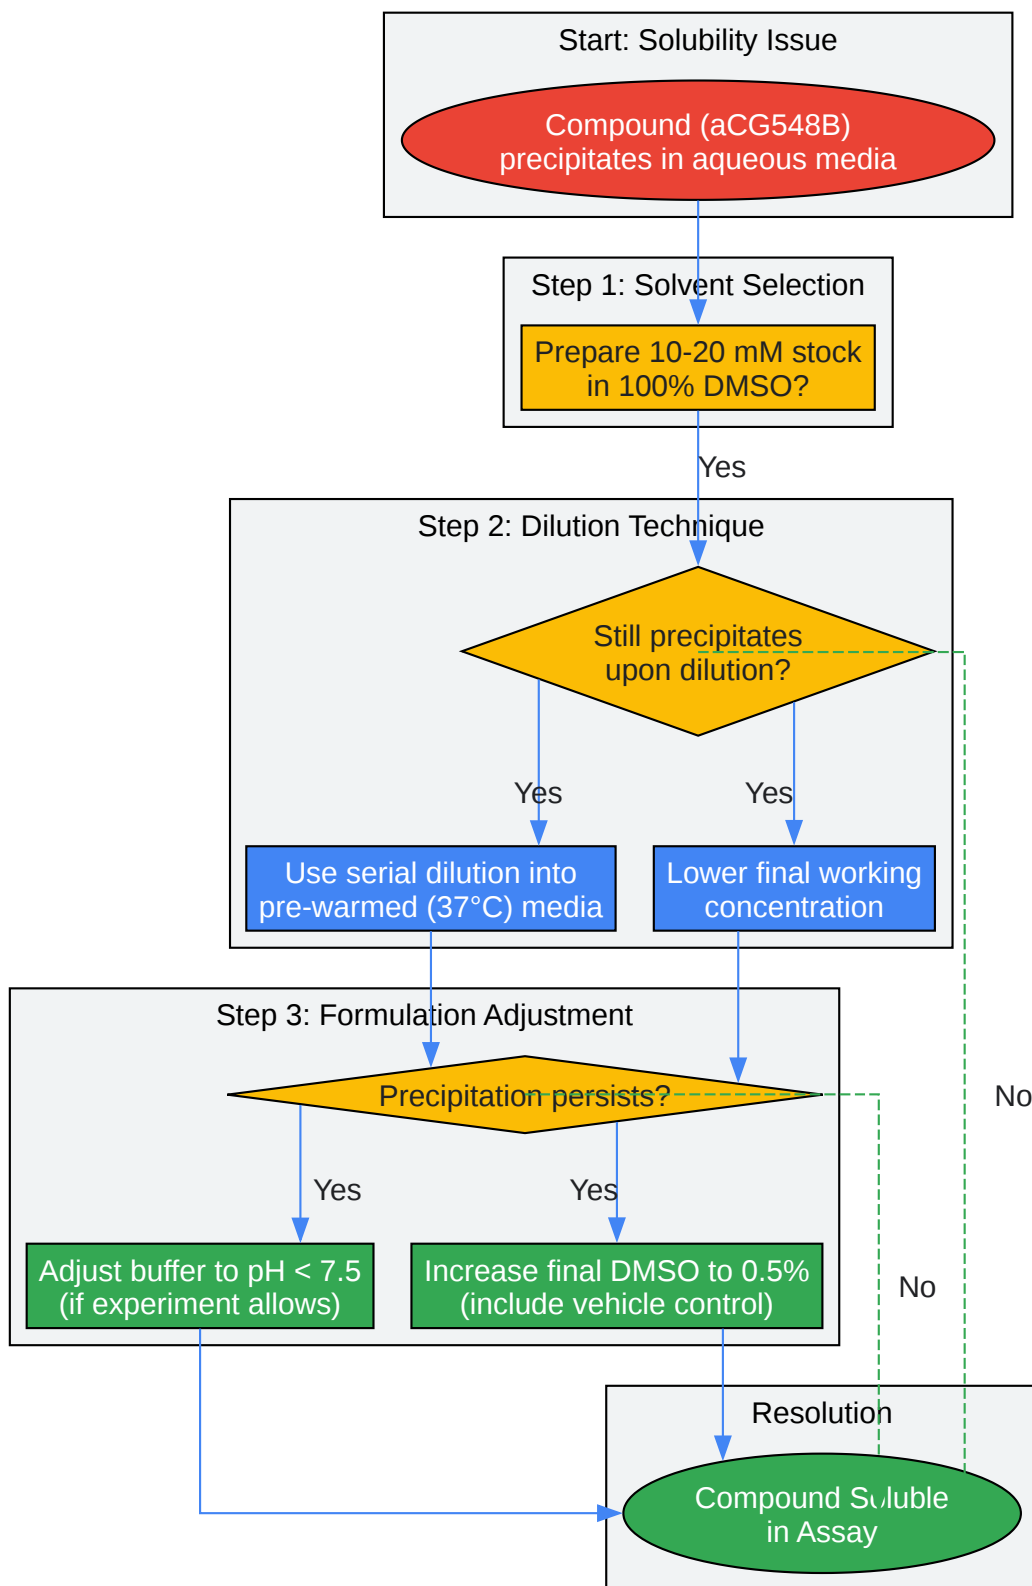 Start: Solubility Issue
Compound (aCG548B)
precipitates in aqueous media
Step 1: Solvent Selection
Prepare 10-20 mM stock
in 100% DMSO?
Yes
Step 2: Dilution Technique
Still precipitates
upon dilution?
Yes
Yes
Use serial dilution into
pre-warmed (37°C) media
Lower final working
concentration
Step 3: Formulation Adjustment
Precipitation persists?
No
Yes
Yes
Adjust buffer to pH < 7.5
(if experiment allows)
Increase final DMSO to 0.5%
(include vehicle control)
No
Resolution
Compound Soluble
in Assay